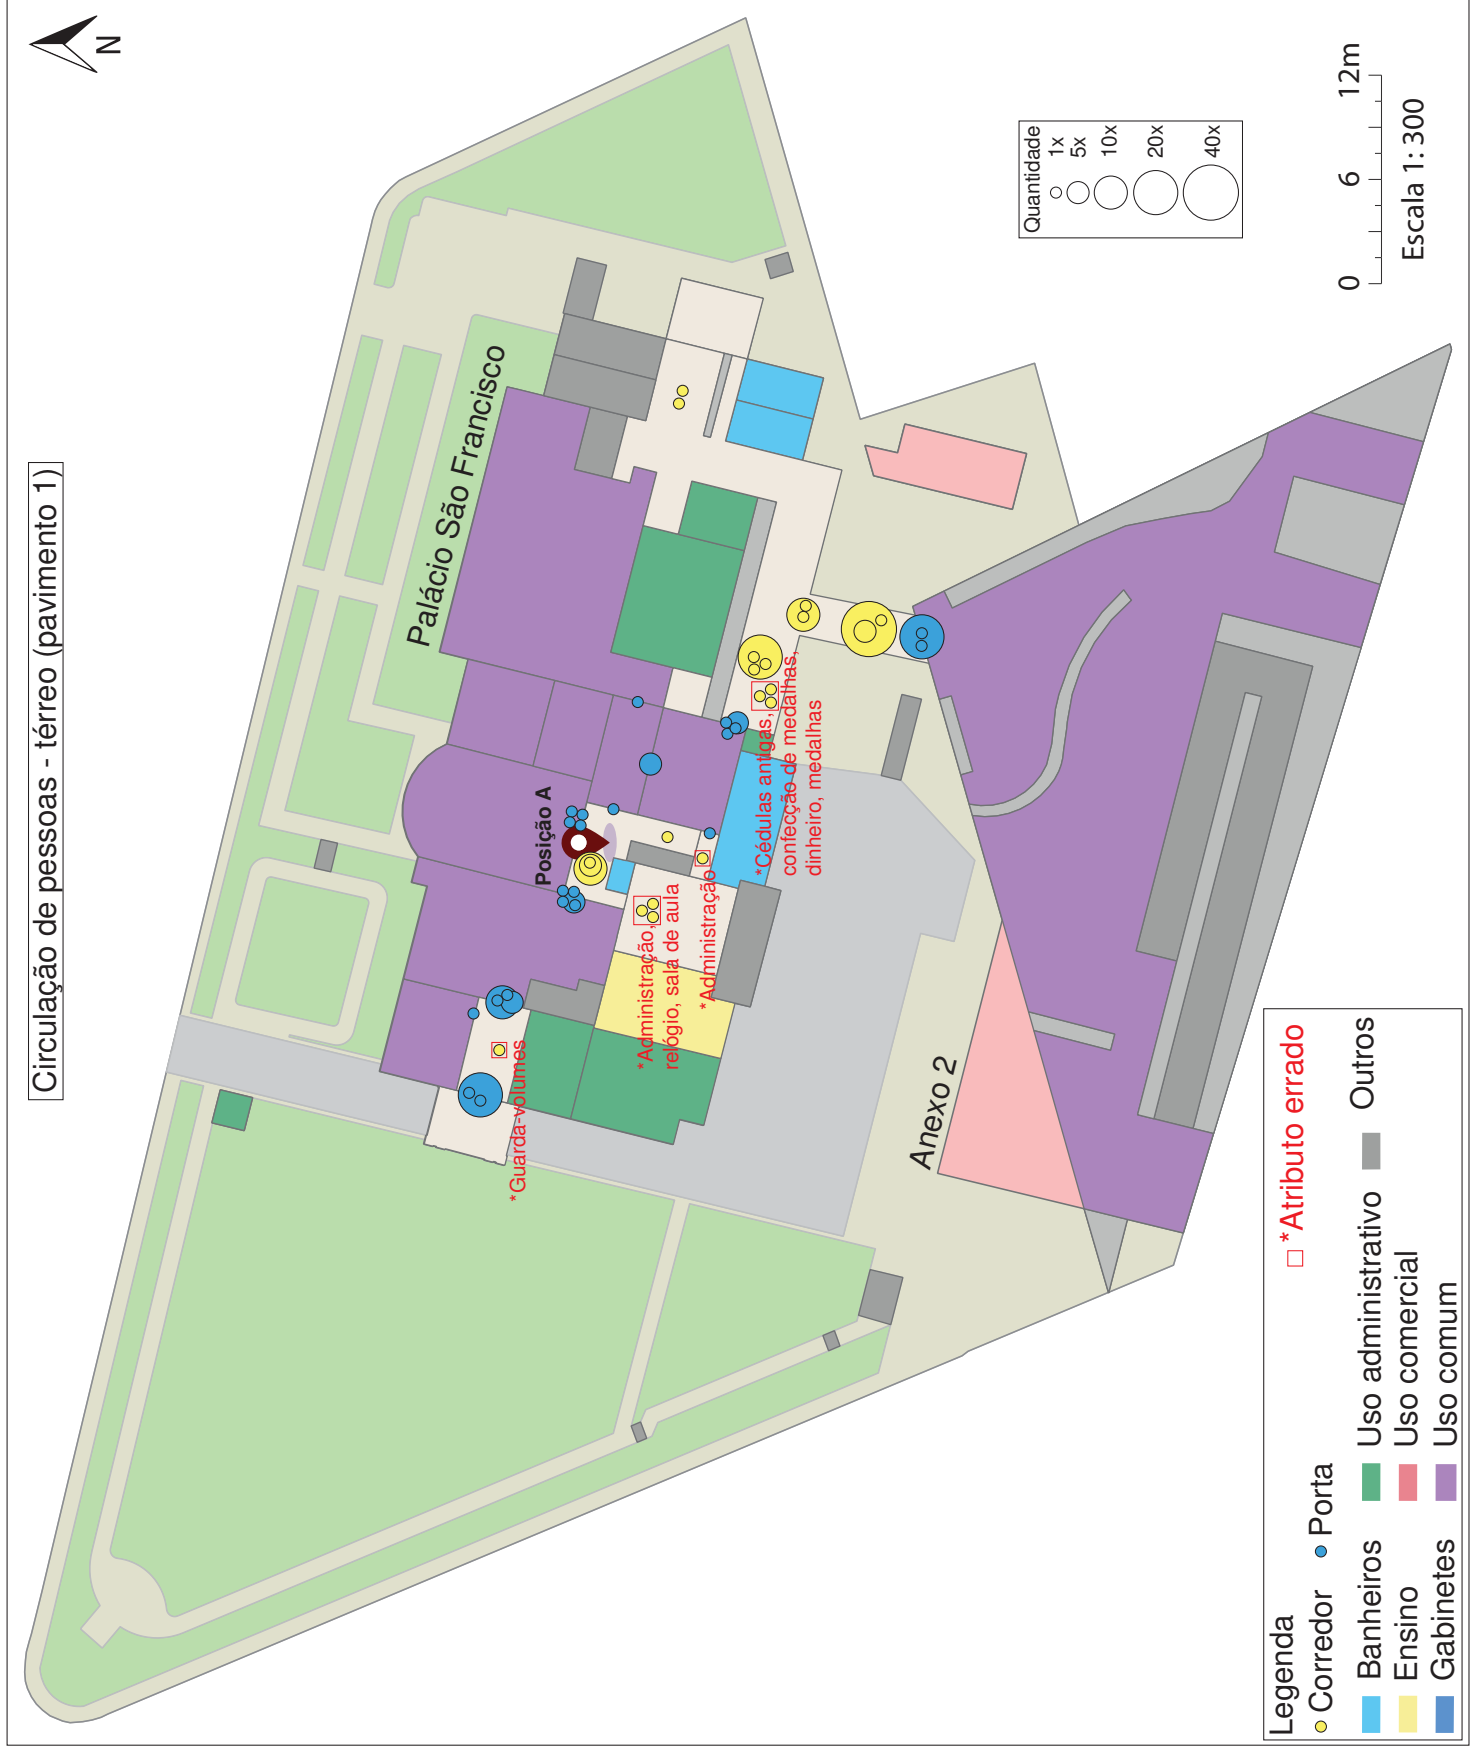 Circulação de pessoas - térreo (pavimento 1)
N
Palácio São Francisco
Posição A
*Guarda-volumes
*Administração,
relógio, sala de aula
*Administração
*Cédulas antigas,
confecção de medalhas,
dinheiro, medalhas
Anexo 2
Quantidade
1x
5x
10x
20x
40x
0 6 12m
Escala 1: 300
Legenda
Corredor Porta *Atributo errado
Banheiros Uso administrativo Outros
Ensino Uso comercial
Gabinetes Uso comum